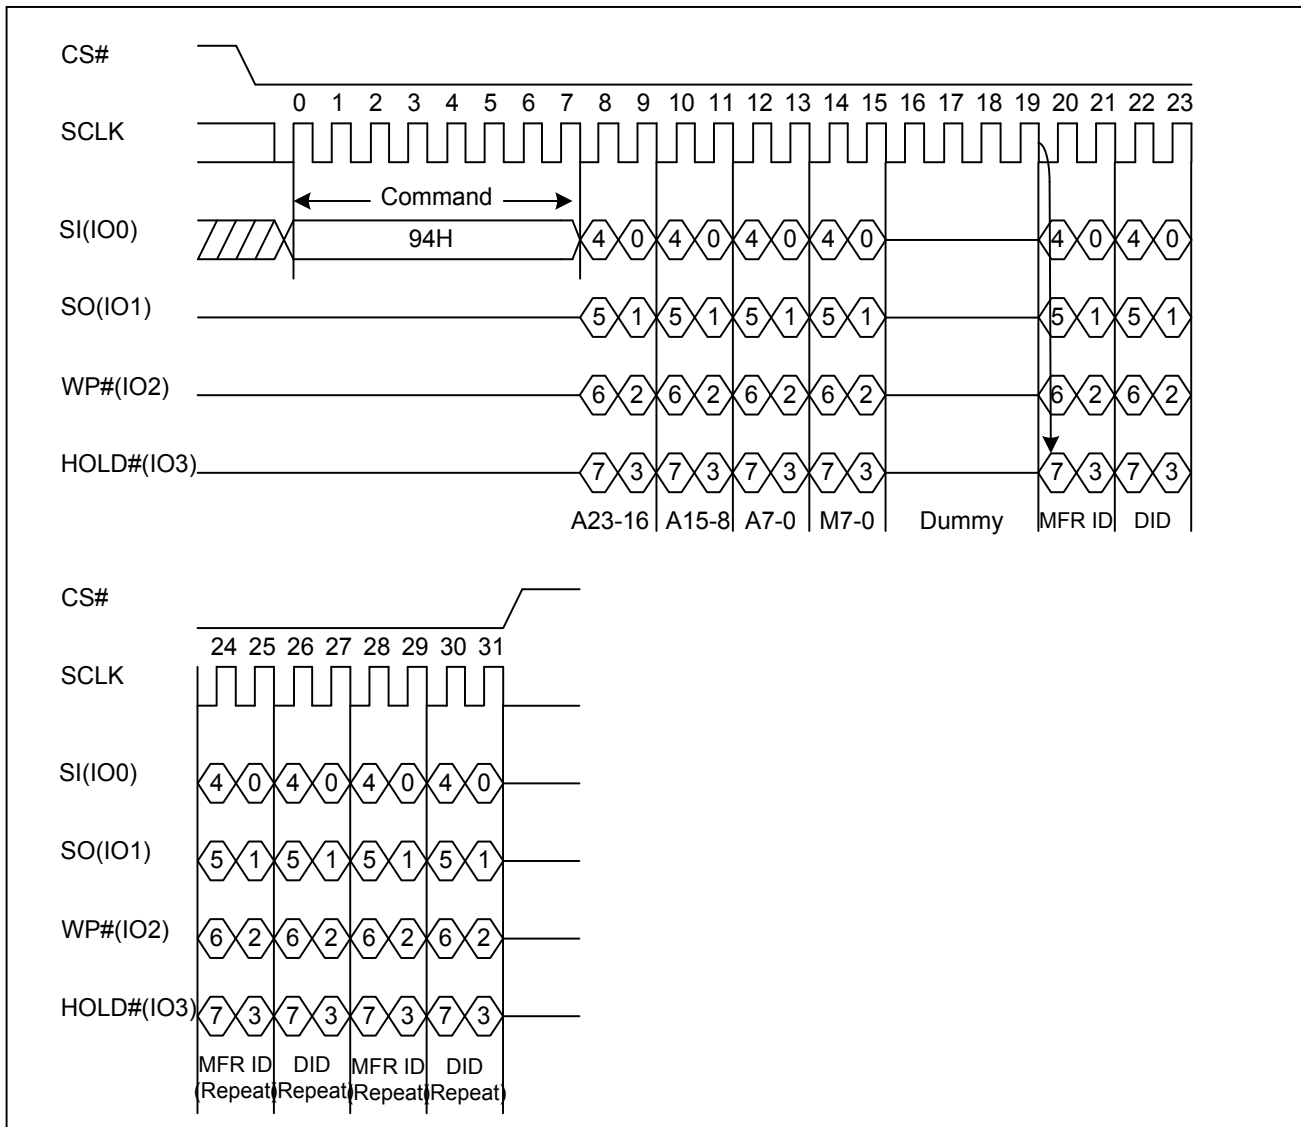 CS#
0 1 2 3 4 5 6 7 8 9 10 11 12 13 14 15 16 17 18 19 20 21 22 23
SCLK
Command
SI(IO0) 94H 4 0 4 0 4 0 4 0 4 0 4 0
SO(IO1) 5 1 5 1 5 1 5 1 5 1 5 1
WP#(IO2) 6 2 6 2 6 2 6 2 6 2 6 2
HOLD#(IO3) 7 3 7 3 7 3 7 3 7 3 7 3
A23-16 A15-8 A7-0 M7-0 Dummy MFR ID DID
CS#
24 25 26 27 28 29 30 31
SCLK
SI(IO0) 4 0 4 0 4 0 4 0
SO(IO1) 5 1 5 1 5 1 5 1
WP#(IO2) 6 2 6 2 6 2 6 2
HOLD#(IO3) 7 3 7 3 7 3 7 3
MFR ID DID MFR ID DID
(Repeat) (Repeat) (Repeat) (Repeat)